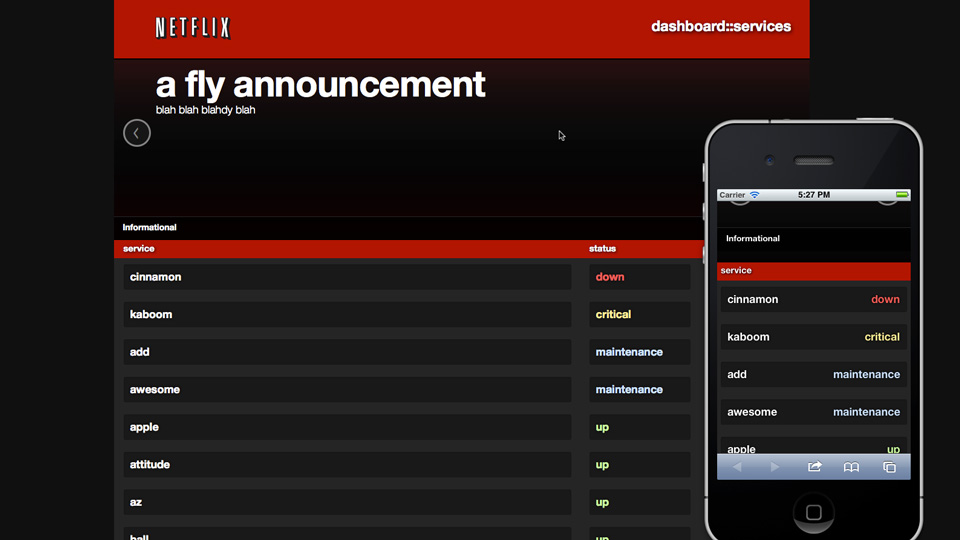 NETFLIX
dashboard::services
a fly announcement
blah blah blahdy blah
Informational
service status
cinnamon down
kaboom critical
add maintenance
awesome maintenance
apple up
attitude up
az up
ball up
Carrier 5:27 PM
Informational
service
cinnamon down
kaboom critical
add maintenance
awesome maintenance
apple up